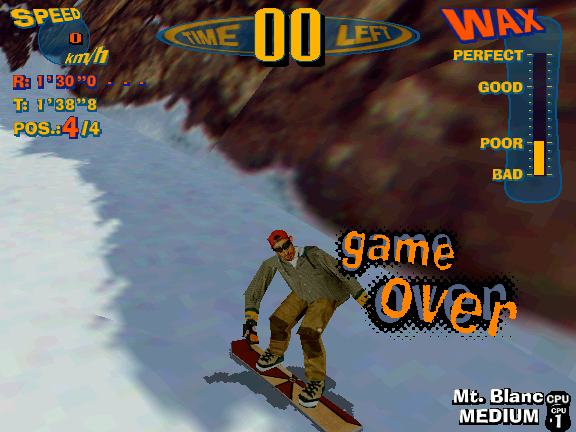 SPEED
0
km/h
R: 1'30"0 - - -
T: 1'38"8
POS.:4/4
TIME 00 LEFT
WAX
PERFECT
GOOD
POOR
BAD
game
over
Mt. Blanc CPU
MEDIUM CPU 1